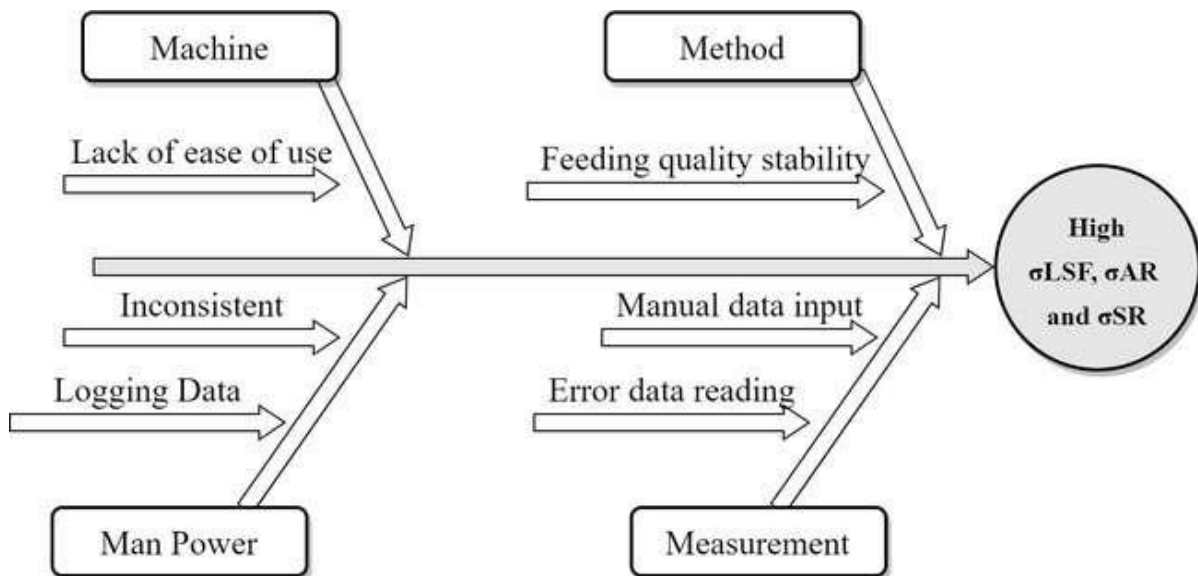 Machine
Method
Lack of ease of use
Feeding quality stability
High
σLSF, σAR
and σSR
Inconsistent
Manual data input
Logging Data
Error data reading
Man Power
Measurement